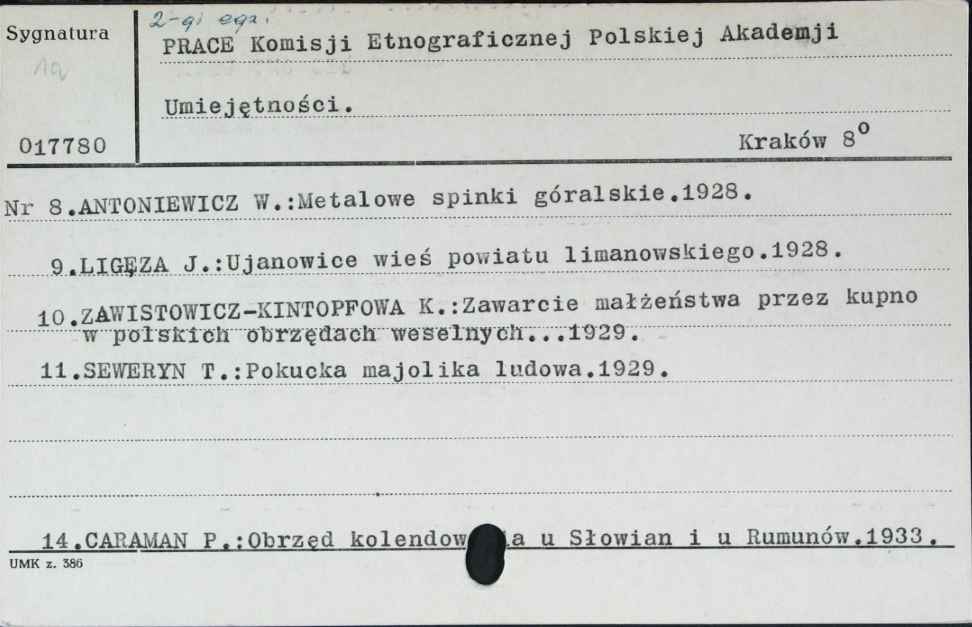 2-gi egz.
Sygnatura
PRACE Komisji Etnograficznej Polskiej Akademji
Umiejętności.
017780
Kraków 8o
Nr 8.ANTONIEWICZ W.:Metalowe spinki góralskie.1928.
9.LIGĘZA J.:Ujanowice wieś powiatu limanowskiego.1928.
10.ZAWISTOWICZ-KINTOPFOWA K.:Zawarcie małżeństwa przez kupno
w polskich obrzędach weselnych...1929.
11.SEWERYN T.:Pokucka majolika ludowa.1929.
14.CARAMAN P.:Obrzęd kolendow a u Słowian i u Rumunów.1933.
UMK z. 386